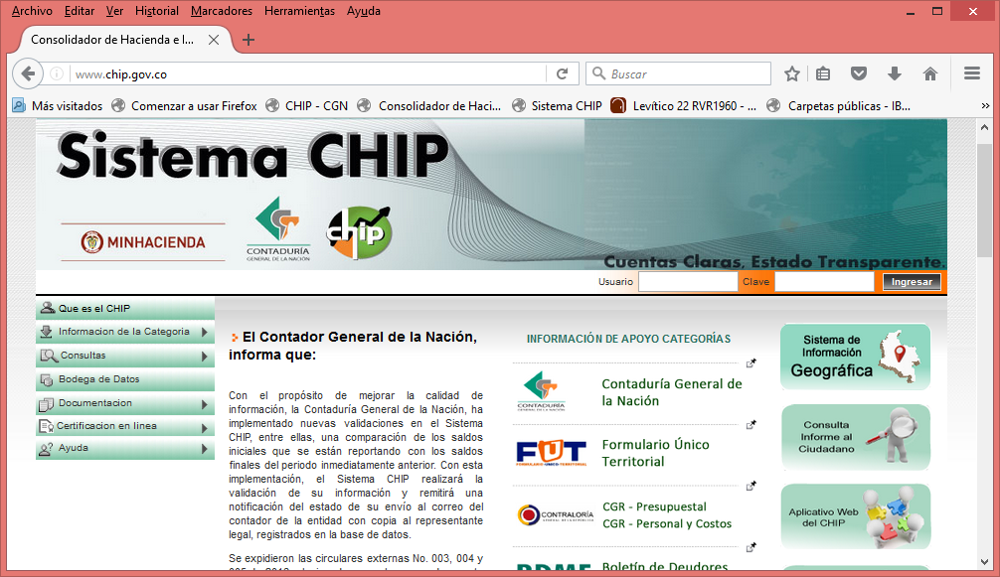 Archivo Editar Ver Historial Marcadores Herramientas Ayuda
Consolidador de Hacienda e I...
www.chip.gov.co
Buscar
Más visitados Comenzar a usar Firefox CHIP - CGN Consolidador de Haci... Sistema CHIP Levítico 22 RVR1960 - ... Carpetas públicas - IB...
Sistema CHIP
MINHACIENDA
CONTADURÍA
GENERAL DE LA NACIÓN
chip
Cuentas Claras, Estado Transparente.
Usuario Clave Ingresar
Que es el CHIP
Informacion de la Categoria
Consultas
Bodega de Datos
Documentacion
Certificacion en linea
Ayuda
El Contador General de la Nación,
informa que:
Con el propósito de mejorar la calidad de
información, la Contaduría General de la Nación, ha
implementado nuevas validaciones en el Sistema
CHIP, entre ellas, una comparación de los saldos
iniciales que se están reportando con los saldos
finales del periodo inmediatamente anterior. Con esta
implementación, el Sistema CHIP realizará la
validación de su información y remitirá una
notificación del estado de su envío al correo del
contador de la entidad con copia al representante
legal, registrados en la base de datos.
Se expidieron las circulares externas No. 003, 004 y
INFORMACIÓN DE APOYO CATEGORÍAS
CONTADURÍA
Contaduría General de
la Nación
FUT
FORMULARIO ÚNICO TERRITORIAL
Formulario Único
Territorial
CONTRALORÍA
CGR - Presupuestal
CGR - Personal y Costos
BDME
Boletín de Deudores
Sistema de
Información
Geográfica
Consulta
Informe al
Ciudadano
Aplicativo Web
del CHIP